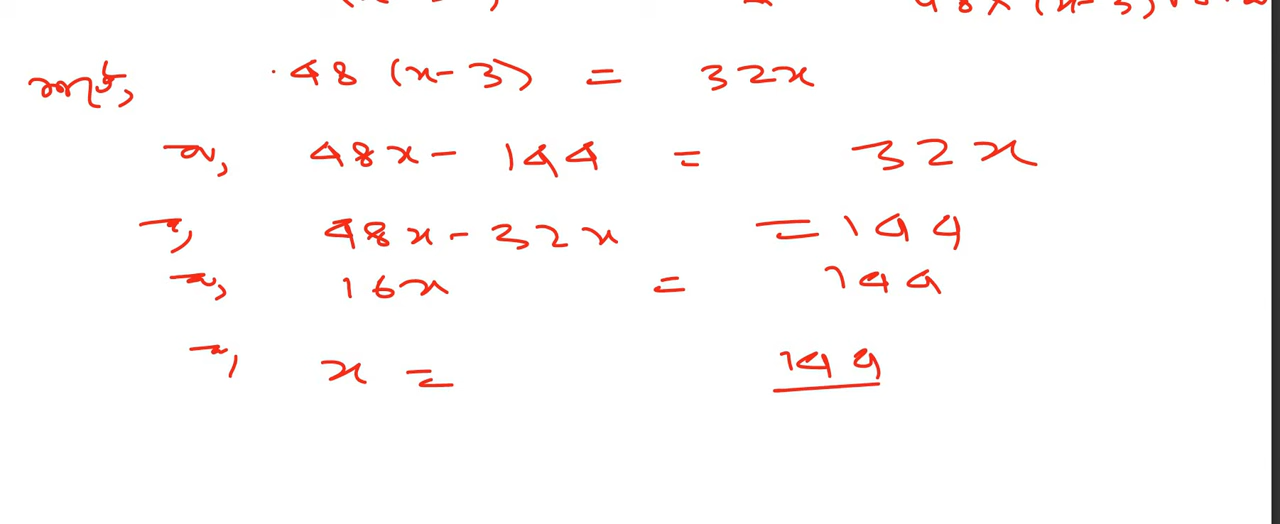 অর্থাৎ, 48 (x-3) = 32x
বা, 48x - 144 = 32x
বা, 48x - 32x = 144
বা, 16x = 144
বা, x = 144